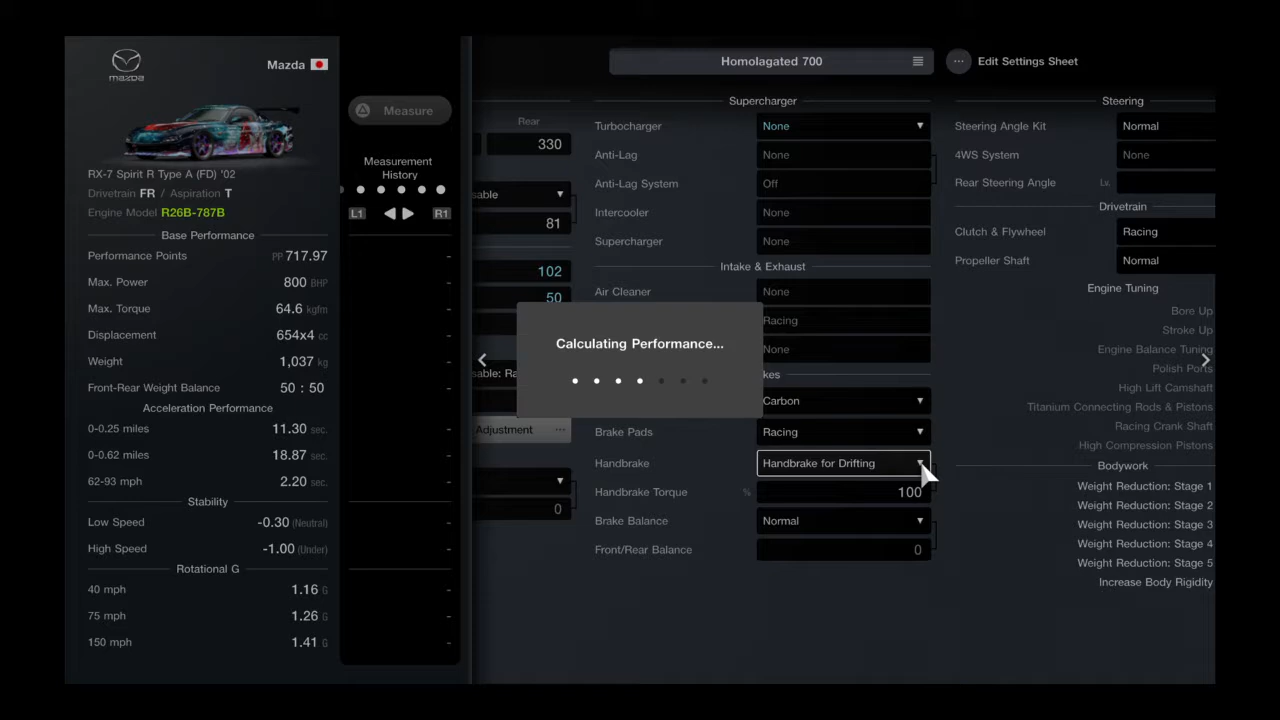 mazda
Mazda
RX-7 Spirit R Type A (FD) '02
Drivetrain FR / Aspiration T
Engine Model R26B-787B
Base Performance
Performance Points PP 717.97
Max. Power 800 BHP
Max. Torque 64.6 kgfm
Displacement 654x4 cc
Weight 1,037 kg
Front-Rear Weight Balance 50 : 50
Acceleration Performance
0-0.25 miles 11.30 sec.
0-0.62 miles 18.87 sec.
62-93 mph 2.20 sec.
Stability
Low Speed -0.30 (Neutral)
High Speed -1.00 (Under)
Rotational G
40 mph 1.16 G
75 mph 1.26 G
150 mph 1.41 G
Measure
Measurement
History
L1 R1
Homolagated 700
Edit Settings Sheet
Rear
330
sable
81
102
50
sable: Ra
Adjustment
0
Supercharger
Turbocharger None
Anti-Lag None
Anti-Lag System Off
Intercooler None
Supercharger None
Intake & Exhaust
Air Cleaner None
Racing
None
Calculating Performance...
kes
Carbon
Brake Pads Racing
Handbrake Handbrake for Drifting
Handbrake Torque % 100
Brake Balance Normal
Front/Rear Balance 0
Steering
Steering Angle Kit Normal
4WS System None
Rear Steering Angle Lv.
Drivetrain
Clutch & Flywheel Racing
Propeller Shaft Normal
Engine Tuning
Bore Up
Stroke Up
Engine Balance Tuning
Polish Ports
High Lift Camshaft
Titanium Connecting Rods & Pistons
Racing Crank Shaft
High Compression Pistons
Bodywork
Weight Reduction: Stage 1
Weight Reduction: Stage 2
Weight Reduction: Stage 3
Weight Reduction: Stage 4
Weight Reduction: Stage 5
Increase Body Rigidity